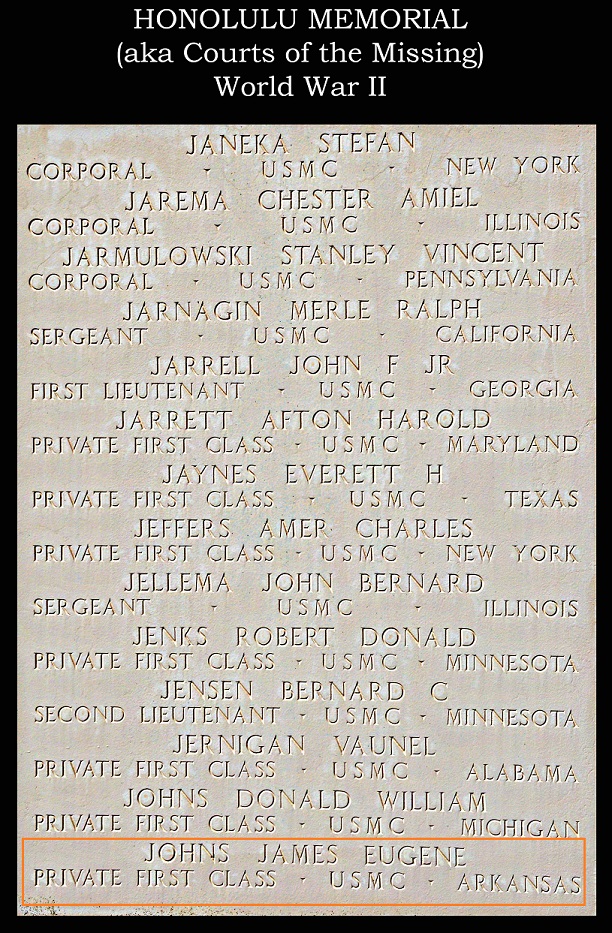 HONOLULU MEMORIAL
(aka Courts of the Missing)
World War II
JANEKA STEFAN
CORPORAL · USMC · NEW YORK
JAREMA CHESTER AMIEL
CORPORAL · USMC · ILLINOIS
JARMULOWSKI STANLEY VINCENT
CORPORAL · USMC · PENNSYLVANIA
JARNAGIN MERLE RALPH
SERGEANT · USMC · CALIFORNIA
JARRELL JOHN F JR
FIRST LIEUTENANT · USMC · GEORGIA
JARRETT AFTON HAROLD
PRIVATE FIRST CLASS · USMC · MARYLAND
JAYNES EVERETT H
PRIVATE FIRST CLASS · USMC · TEXAS
JEFFERS AMER CHARLES
PRIVATE FIRST CLASS · USMC · NEW YORK
JELLEMA JOHN BERNARD
SERGEANT · USMC · ILLINOIS
JENKS ROBERT DONALD
PRIVATE FIRST CLASS · USMC · MINNESOTA
JENSEN BERNARD C
SECOND LIEUTENANT · USMC · MINNESOTA
JERNIGAN VAUNEL
PRIVATE FIRST CLASS · USMC · ALABAMA
JOHNS DONALD WILLIAM
PRIVATE FIRST CLASS · USMC · MICHIGAN
JOHNS JAMES EUGENE
PRIVATE FIRST CLASS · USMC · ARKANSAS